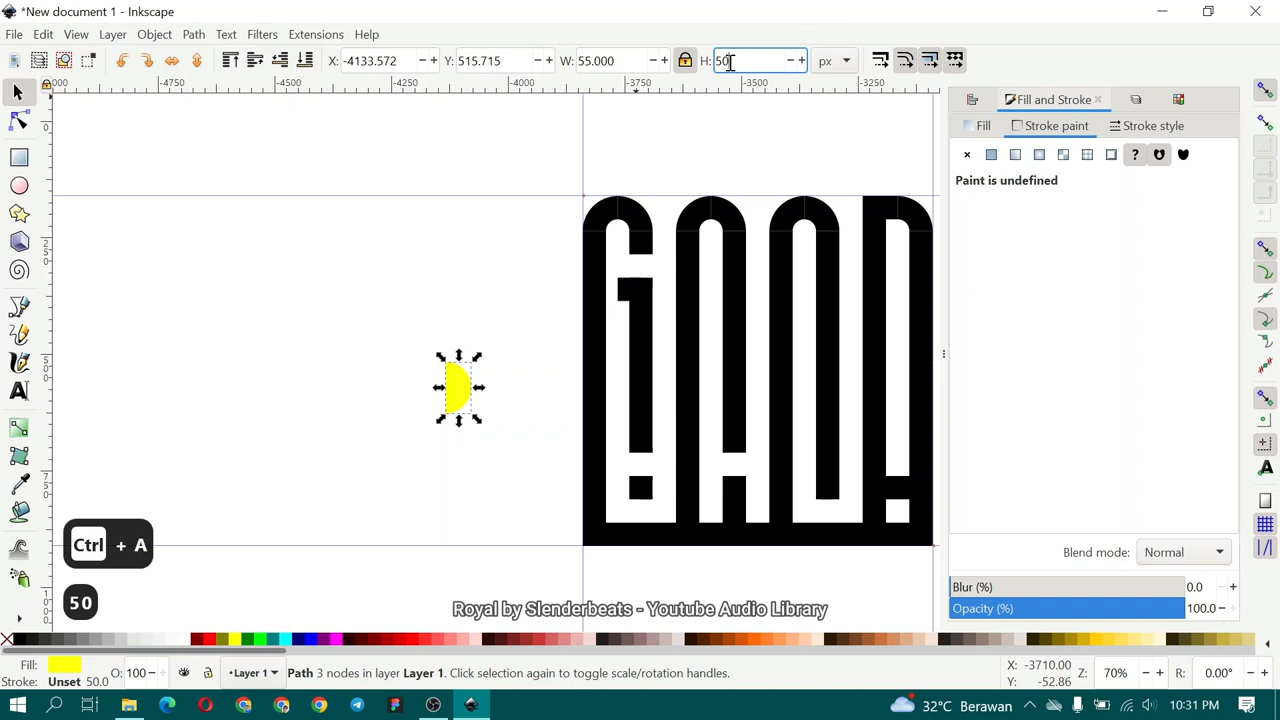 *New document 1 - Inkscape
File Edit View Layer Object Path Text Filters Extensions Help
X: -4133.572 Y: 515.715 W: 55.000 H: 50 px
-4750 -4500 -4250 -4000 -3750 -3500 -3250
Fill and Stroke
Fill Stroke paint Stroke style
Paint is undefined
Ctrl + A
50
Blend mode: Normal
Blur (%) 0.0
Opacity (%) 100.0
Royal by Slenderbeats - Youtube Audio Library
Fill:
Stroke: Unset 50.0
O: 100
Layer 1
Path 3 nodes in layer Layer 1. Click selection again to toggle scale/rotation handles.
X: -3710.00
Y: -52.86
Z: 70%
R: 0.00°
32°C Berawan
10:31 PM